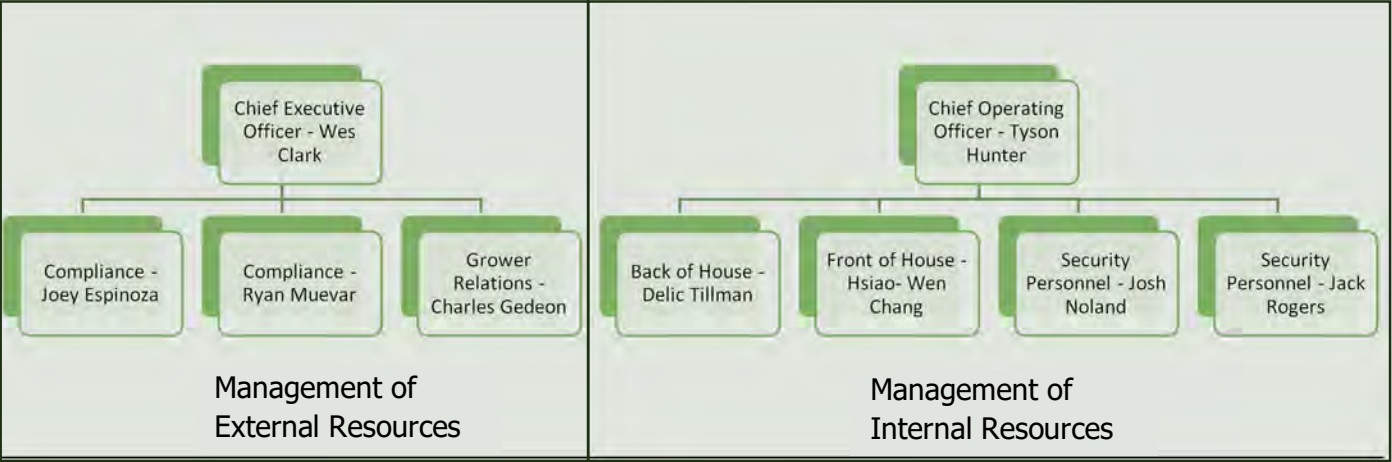 Chief Executive
Officer - Wes
Clark
Compliance -
Joey Espinoza
Compliance -
Ryan Muevar
Grower
Relations -
Charles Gedeon
Management of
External Resources
Chief Operating
Officer - Tyson
Hunter
Back of House -
Delic Tillman
Front of House -
Hsiao- Wen
Chang
Security
Personnel - Josh
Noland
Security
Personnel - Jack
Rogers
Management of
Internal Resources